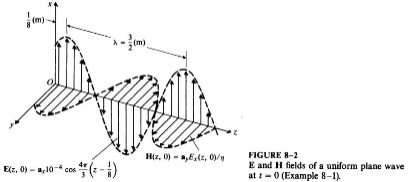 x
1/8 (m)
λ = 3/2 (m)
O
y
z
H(z, 0) = a_y E_x(z, 0)/η
E(z, 0) = a_x 10⁻⁴ cos 4π/3 (z − 1/8)
FIGURE 8-2
E and H fields of a uniform plane wave
at t = 0 (Example 8-1).